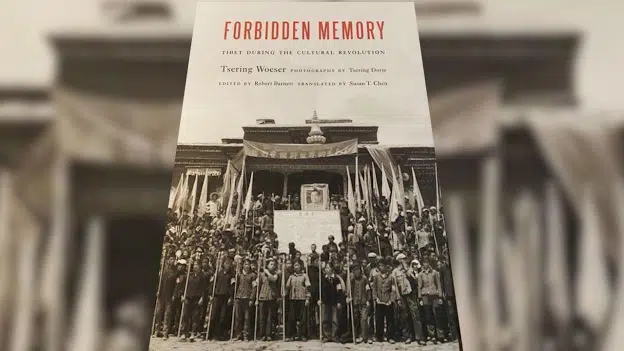 FORBIDDEN MEMORY
TIBET DURING THE CULTURAL REVOLUTION
Tsering Woeser PHOTOGRAPHS BY Tsering Dorje
EDITED BY Robert Barnett TRANSLATED BY Susan T. Chen